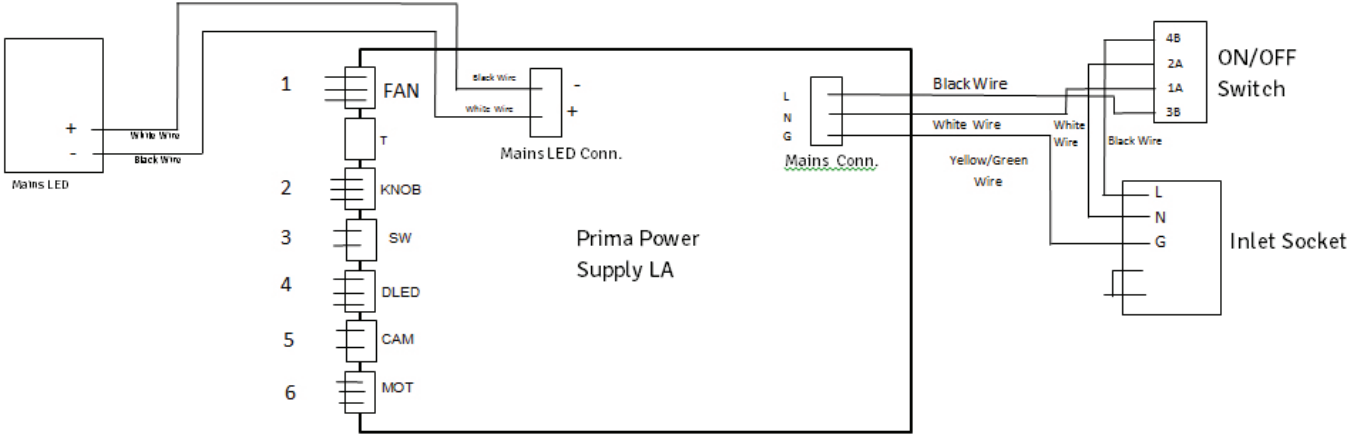 +
-
White Wire
Black Wire
Mains LED
1
FAN
T
2
KNOB
3
SW
4
DLED
5
CAM
6
MOT
Black Wire
-
White Wire
+
Mains LED Conn.
Prima Power
Supply LA
L
N
G
Mains Conn.
Black Wire
White Wire
Yellow/Green
Wire
White
Wire
Black Wire
4B
2A
1A
3B
ON/OFF
Switch
L
N
G
Inlet Socket